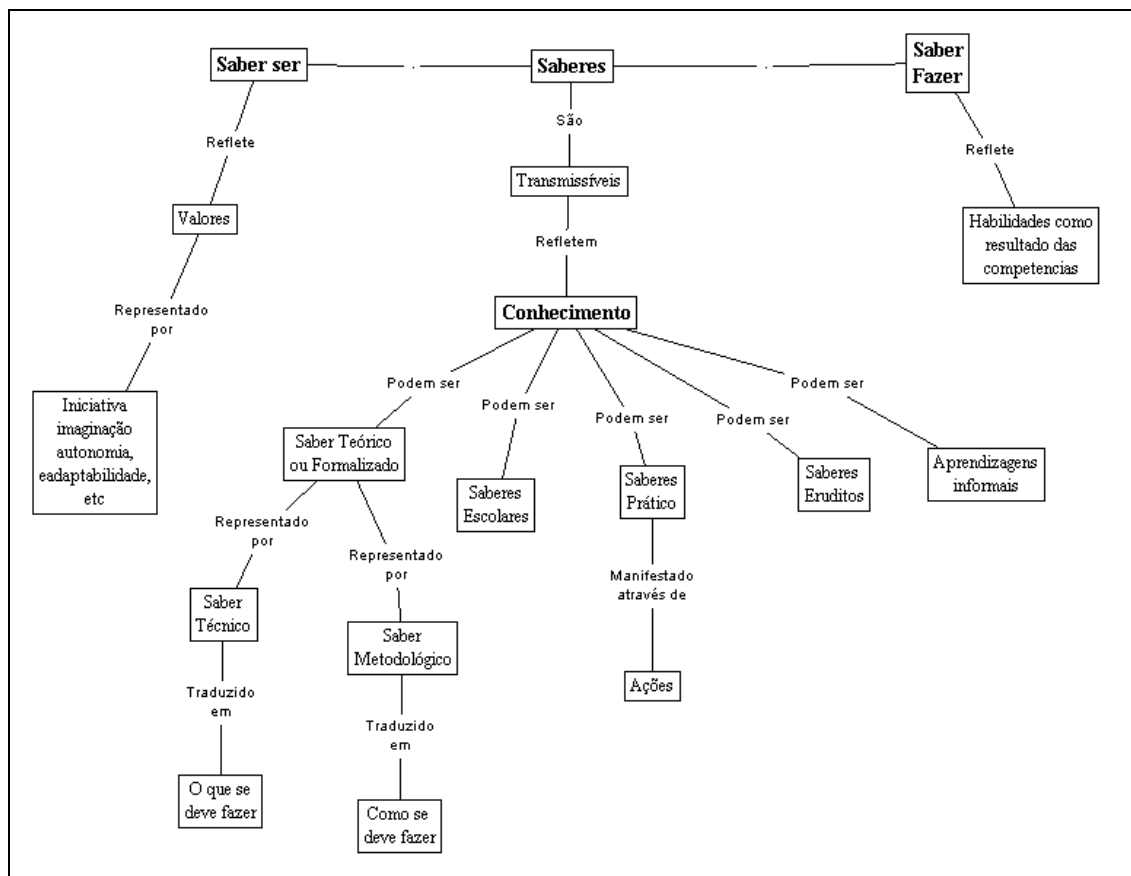 Saber ser
Saberes
Saber
Fazer
Reflete
São
Reflete
Transmissíveis
Valores
Habilidades como
resultado das
competencias
Refletem
Representado
por
Conhecimento
Iniciativa
imaginação
autonomia,
eadaptabilidade,
etc
Podem ser
Podem ser
Podem ser
Podem ser
Podem ser
Saber Teórico
ou Formalizado
Saberes
Escolares
Saberes
Prático
Saberes
Eruditos
Aprendizagens
informais
Representado
por
Representado
por
Manifestado
através de
Saber
Técnico
Saber
Metodológico
Ações
Traduzido
em
Traduzido
em
O que se
deve fazer
Como se
deve fazer